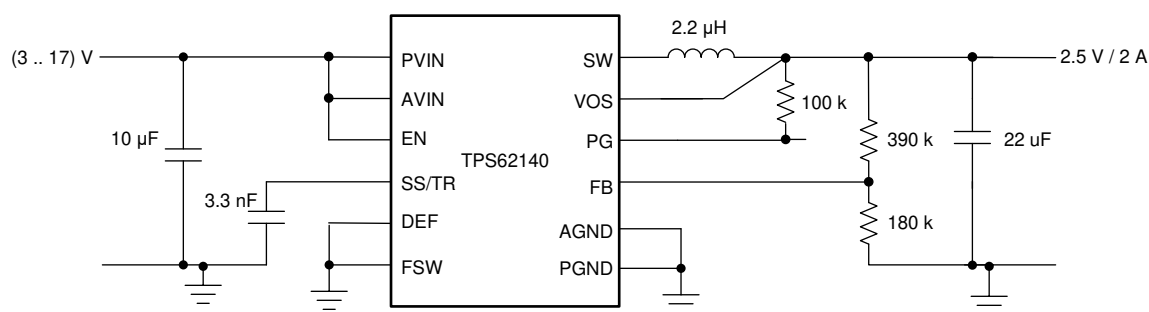 2.2 µH
(3 .. 17) V
PVIN
SW
2.5 V / 2 A
AVIN
VOS
100 k
10 µF
EN
PG
390 k
22 uF
TPS62140
3.3 nF
SS/TR
FB
DEF
180 k
AGND
FSW
PGND